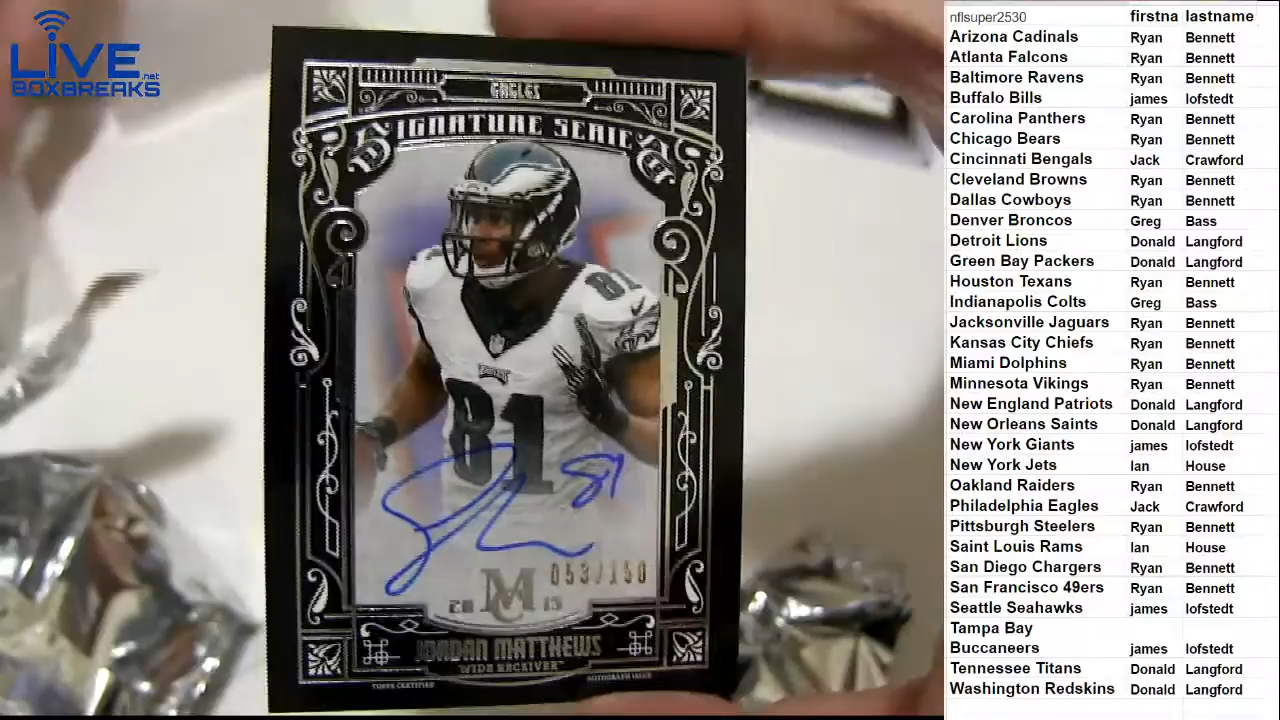 LIVE
.net
BOXBREAKS
EAGLES
SIGNATURE SERIES
81
81
81
053/150
20 MC 15
JORDAN MATTHEWS
WIDE RECEIVER
TOPPS CERTIFIED AUTOGRAPH ISSUE
nflsuper2530 firstna lastname
Arizona Cadinals Ryan Bennett
Atlanta Falcons Ryan Bennett
Baltimore Ravens Ryan Bennett
Buffalo Bills james lofstedt
Carolina Panthers Ryan Bennett
Chicago Bears Ryan Bennett
Cincinnati Bengals Jack Crawford
Cleveland Browns Ryan Bennett
Dallas Cowboys Ryan Bennett
Denver Broncos Greg Bass
Detroit Lions Donald Langford
Green Bay Packers Donald Langford
Houston Texans Ryan Bennett
Indianapolis Colts Greg Bass
Jacksonville Jaguars Ryan Bennett
Kansas City Chiefs Ryan Bennett
Miami Dolphins Ryan Bennett
Minnesota Vikings Ryan Bennett
New England Patriots Donald Langford
New Orleans Saints Donald Langford
New York Giants james lofstedt
New York Jets Ian House
Oakland Raiders Ryan Bennett
Philadelphia Eagles Jack Crawford
Pittsburgh Steelers Ryan Bennett
Saint Louis Rams Ian House
San Diego Chargers Ryan Bennett
San Francisco 49ers Ryan Bennett
Seattle Seahawks james lofstedt
Tampa Bay
Buccaneers james lofstedt
Tennessee Titans Donald Langford
Washington Redskins Donald Langford